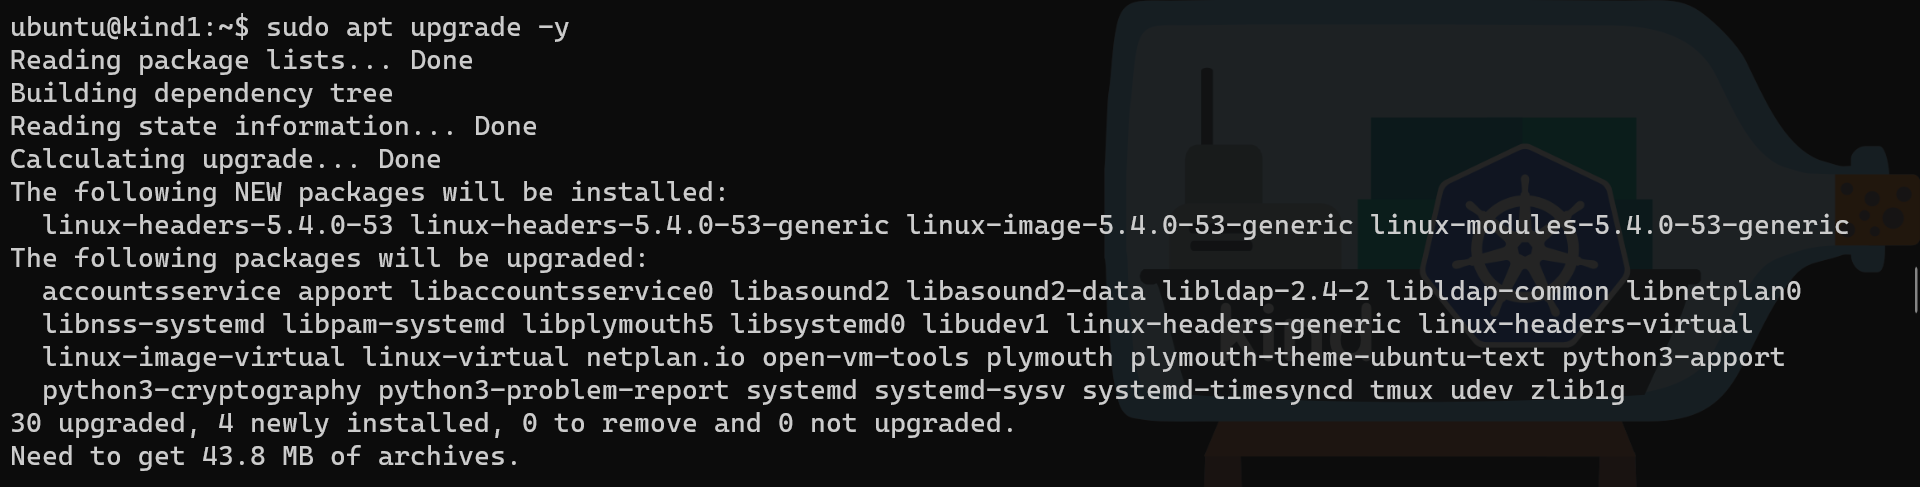 ubuntu@kind1:~$ sudo apt upgrade -y
Reading package lists... Done
Building dependency tree
Reading state information... Done
Calculating upgrade... Done
The following NEW packages will be installed:
  linux-headers-5.4.0-53 linux-headers-5.4.0-53-generic linux-image-5.4.0-53-generic linux-modules-5.4.0-53-generic
The following packages will be upgraded:
  accountsservice apport libaccountsservice0 libasound2 libasound2-data libldap-2.4-2 libldap-common libnetplan0
  libnss-systemd libpam-systemd libplymouth5 libsystemd0 libudev1 linux-headers-generic linux-headers-virtual
  linux-image-virtual linux-virtual netplan.io open-vm-tools plymouth plymouth-theme-ubuntu-text python3-apport
  python3-cryptography python3-problem-report systemd systemd-sysv systemd-timesyncd tmux udev zlib1g
30 upgraded, 4 newly installed, 0 to remove and 0 not upgraded.
Need to get 43.8 MB of archives.
kind